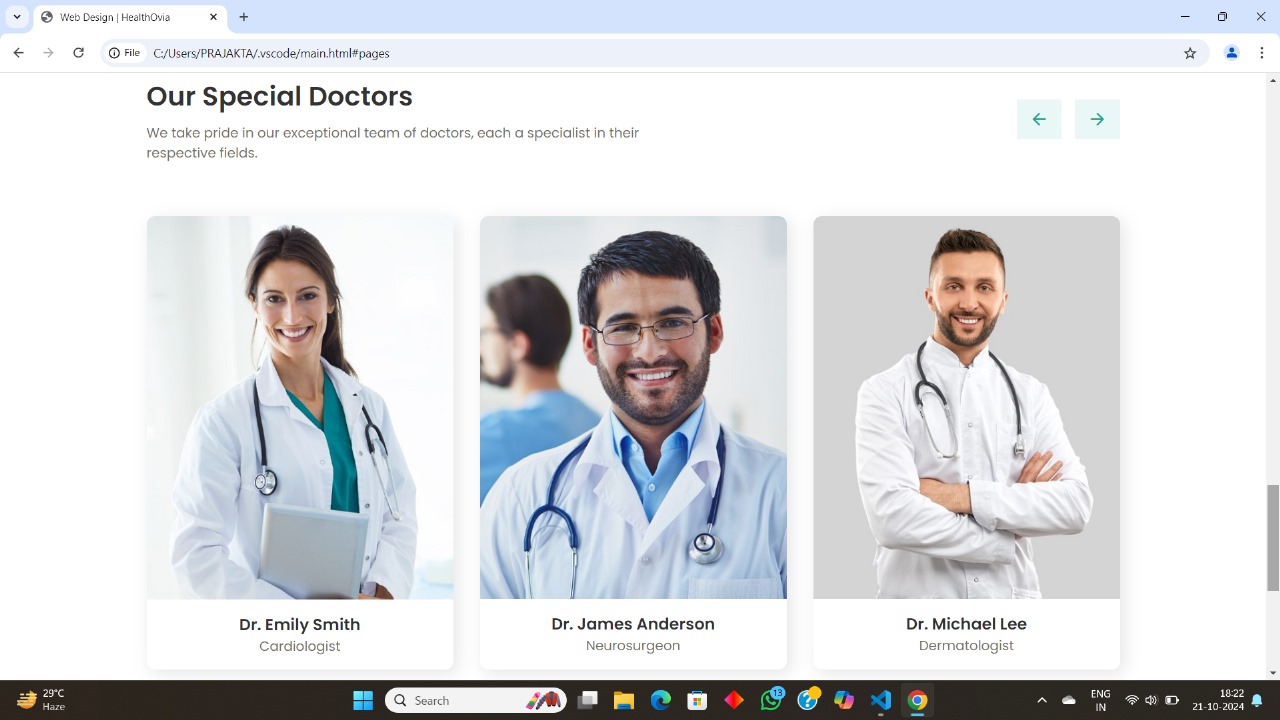 Web Design | HealthOvia
File
C:/Users/PRAJAKTA/.vscode/main.html#pages
Our Special Doctors
We take pride in our exceptional team of doctors, each a specialist in their
respective fields.
Dr. Emily Smith
Cardiologist
Dr. James Anderson
Neurosurgeon
Dr. Michael Lee
Dermatologist
29°C
Haze
Search
13
ENG
IN
18:22
21-10-2024